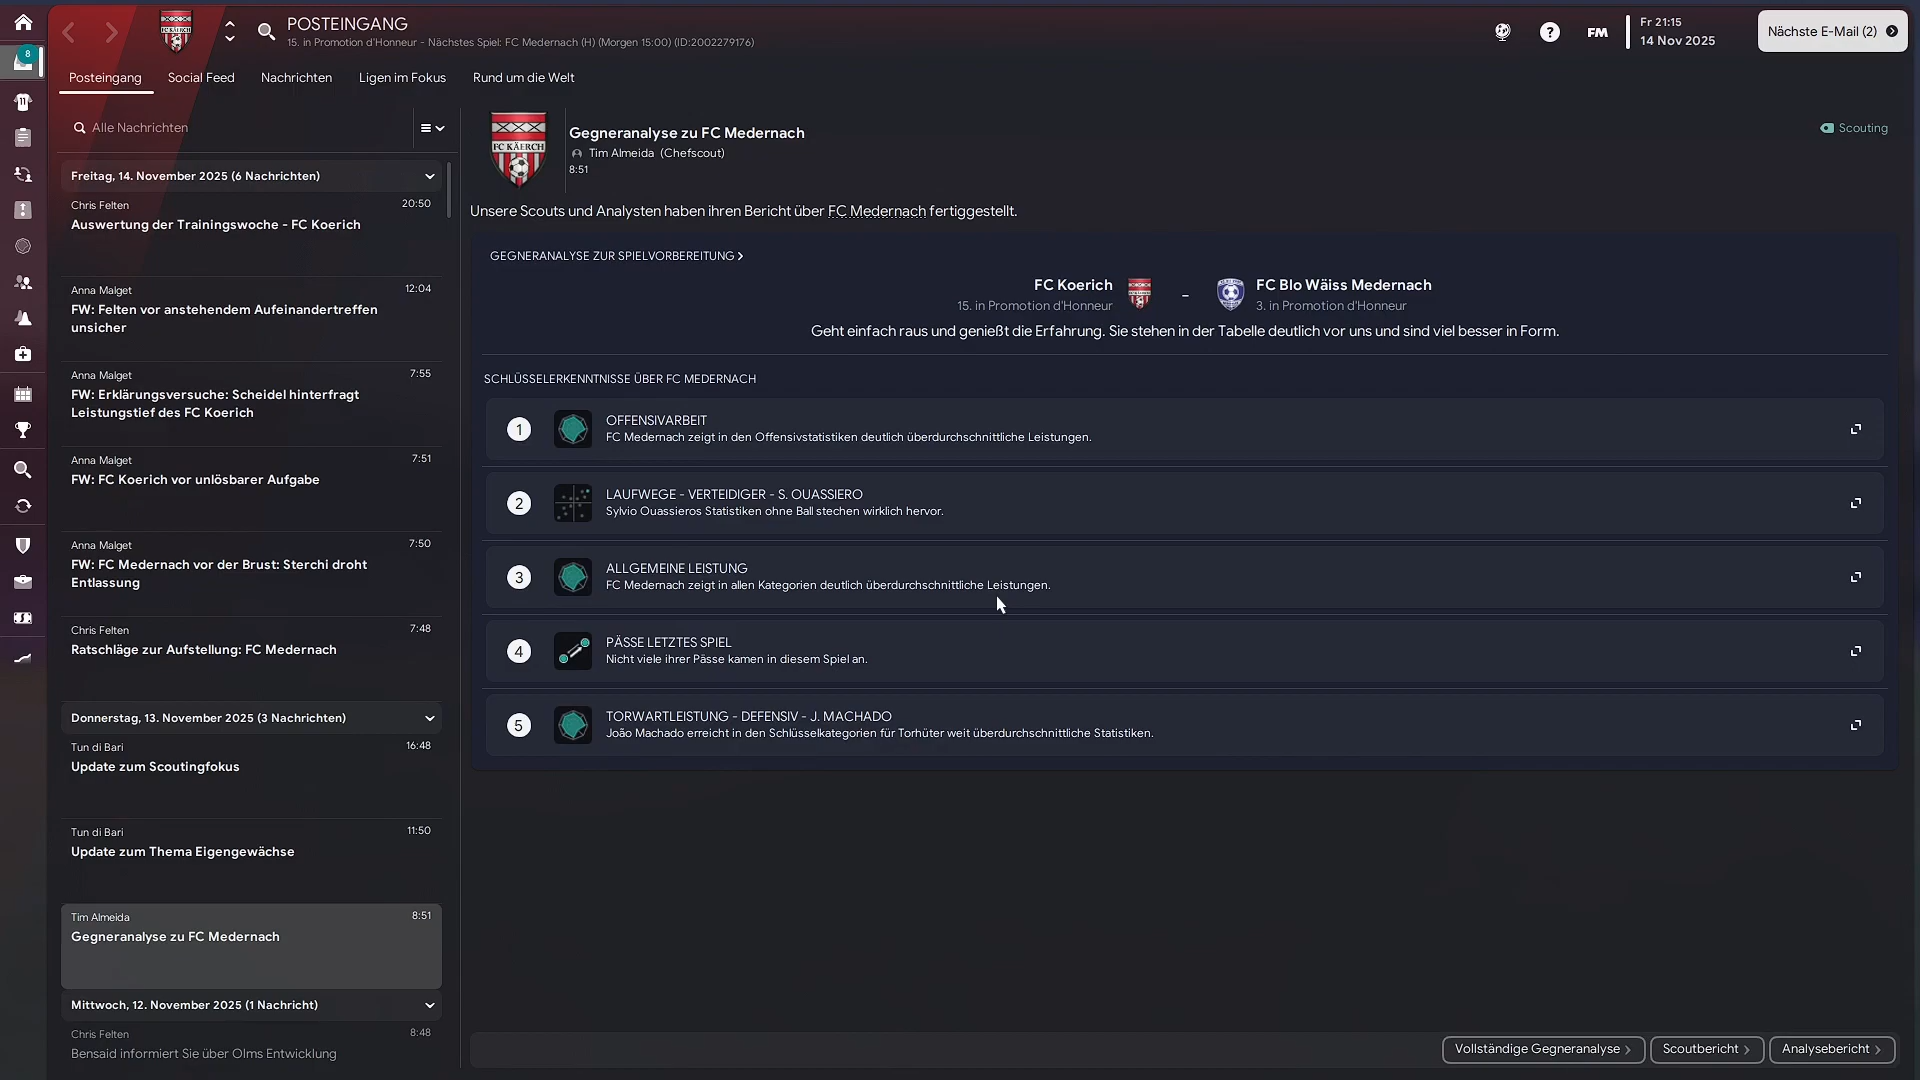 POSTEINGANG
15. in Promotion d'Honneur - Nächstes Spiel: FC Medernach (H) (Morgen 15:00) (ID:2002279176)
FM
Fr 21:15
14 Nov 2025
Nächste E-Mail (2)
8
Posteingang
Social Feed
Nachrichten
Ligen im Fokus
Rund um die Welt
Alle Nachrichten
Freitag, 14. November 2025 (6 Nachrichten)
Chris Felten
20:50
Auswertung der Trainingswoche - FC Koerich
Anna Malget
12:04
FW: Felten vor anstehendem Aufeinandertreffen
unsicher
Anna Malget
7:55
FW: Erklärungsversuche: Scheidel hinterfragt
Leistungstief des FC Koerich
Anna Malget
7:51
FW: FC Koerich vor unlösbarer Aufgabe
Anna Malget
7:50
FW: FC Medernach vor der Brust: Sterchi droht
Entlassung
Chris Felten
7:48
Ratschläge zur Aufstellung: FC Medernach
Donnerstag, 13. November 2025 (3 Nachrichten)
Tun di Bari
16:48
Update zum Scoutingfokus
Tun di Bari
11:50
Update zum Thema Eigengewächse
Tim Almeida
8:51
Gegneranalyse zu FC Medernach
Mittwoch, 12. November 2025 (1 Nachricht)
Chris Felten
8:48
Bensaid informiert Sie über Olms Entwicklung
FC KÄERCH
Gegneranalyse zu FC Medernach
Tim Almeida (Chefscout)
8:51
Scouting
Unsere Scouts und Analysten haben ihren Bericht über FC Medernach fertiggestellt.
GEGNERANALYSE ZUR SPIELVORBEREITUNG
FC Koerich
15. in Promotion d'Honneur
-
FC Blo Wäiss Medernach
3. in Promotion d'Honneur
Geht einfach raus und genießt die Erfahrung. Sie stehen in der Tabelle deutlich vor uns und sind viel besser in Form.
SCHLÜSSELERKENNTNISSE ÜBER FC MEDERNACH
1
OFFENSIVARBEIT
FC Medernach zeigt in den Offensivstatistiken deutlich überdurchschnittliche Leistungen.
2
LAUFWEGE - VERTEIDIGER - S. OUASSIERO
Sylvio Ouassieros Statistiken ohne Ball stechen wirklich hervor.
3
ALLGEMEINE LEISTUNG
FC Medernach zeigt in allen Kategorien deutlich überdurchschnittliche Leistungen.
4
PÄSSE LETZTES SPIEL
Nicht viele ihrer Pässe kamen in diesem Spiel an.
5
TORWARTLEISTUNG - DEFENSIV - J. MACHADO
João Machado erreicht in den Schlüsselkategorien für Torhüter weit überdurchschnittliche Statistiken.
Vollständige Gegneranalyse
Scoutbericht
Analysebericht